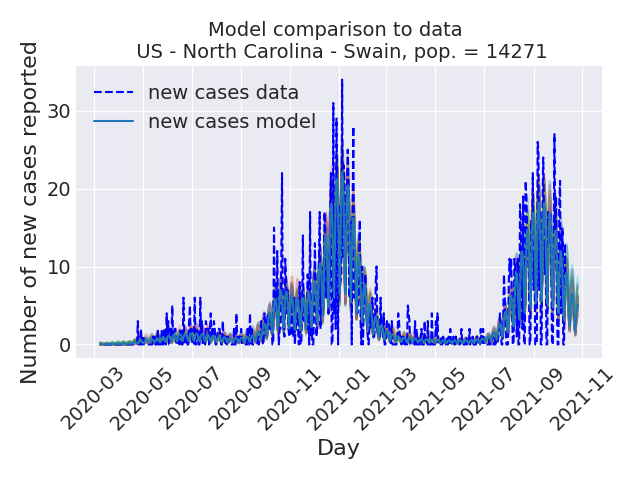 Model comparison to data
US - North Carolina - Swain, pop. = 14271
Number of new cases reported
new cases data
new cases model
30
20
10
0
2020-03
2020-05
2020-07
2020-09
2020-11
2021-01
2021-03
2021-05
2021-07
2021-09
2021-11
Day